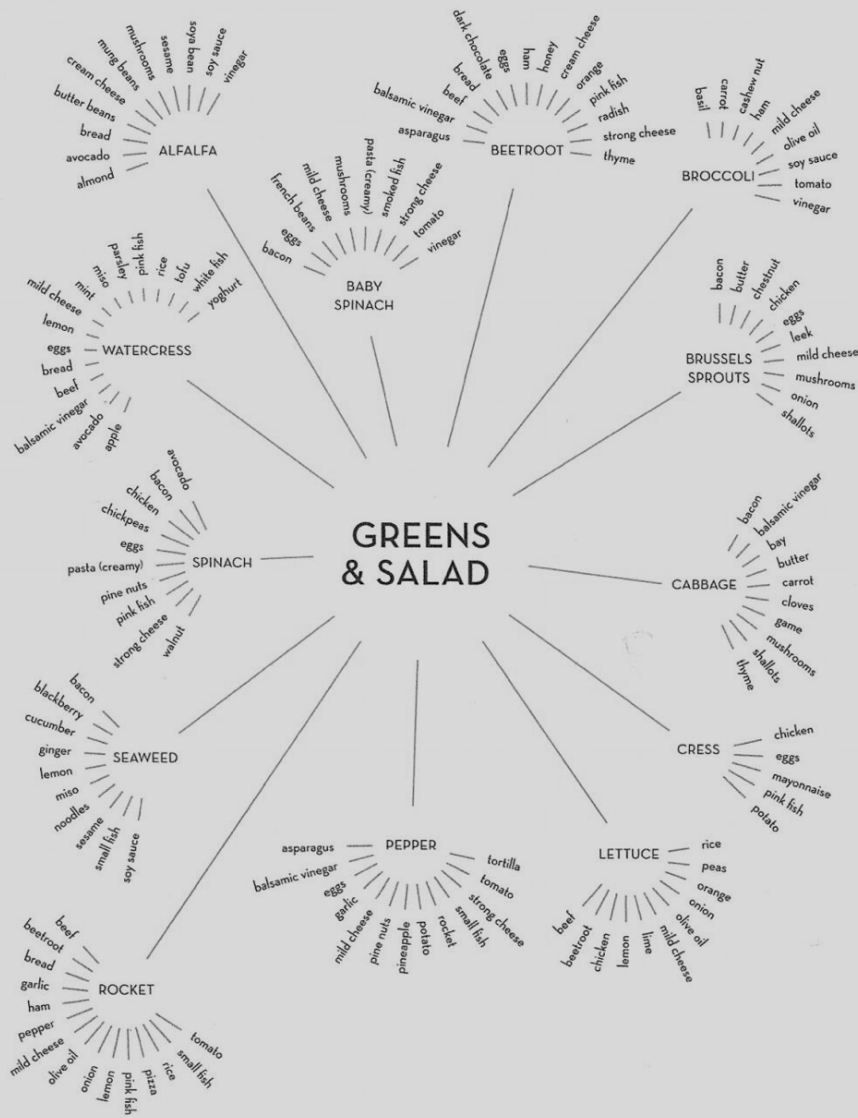 GREENS
& SALAD
ALFALFA
almond
avocado
bread
butter beans
cream cheese
mung beans
mushrooms
sesame
soya bean
soy sauce
vinegar
BABY
SPINACH
bacon
eggs
french beans
mild cheese
mushrooms
pasta (creamy)
smoked fish
strong cheese
tomato
vinegar
BEETROOT
asparagus
balsamic vinegar
beef
bread
dark chocolate
eggs
ham
honey
cream cheese
orange
pink fish
radish
strong cheese
thyme
BROCCOLI
basil
carrot
cashew nut
ham
mild cheese
olive oil
soy sauce
tomato
vinegar
BRUSSELS
SPROUTS
bacon
butter
chestnut
chicken
eggs
leek
mild cheese
mushrooms
onion
shallots
CABBAGE
bacon
balsamic vinegar
bay
butter
carrot
cloves
game
mushrooms
shallots
thyme
CRESS
chicken
eggs
mayonnaise
pink fish
potato
LETTUCE
rice
peas
orange
onion
olive oil
mild cheese
lime
lemon
chicken
beetroot
beef
PEPPER
asparagus
balsamic vinegar
eggs
garlic
mild cheese
pine nuts
pineapple
potato
rocket
small fish
strong cheese
tomato
tortilla
ROCKET
beef
beetroot
bread
garlic
ham
pepper
mild cheese
olive oil
onion
lemon
pink fish
pizza
rice
small fish
tomato
SEAWEED
bacon
blackberry
cucumber
ginger
lemon
miso
noodles
sesame
small fish
soy sauce
SPINACH
avocado
bacon
chicken
chickpeas
eggs
pasta (creamy)
pine nuts
pink fish
strong cheese
walnut
WATERCRESS
apple
avocado
balsamic vinegar
beef
bread
eggs
lemon
mild cheese
mint
miso
parsley
pink fish
rice
tofu
white fish
yoghurt